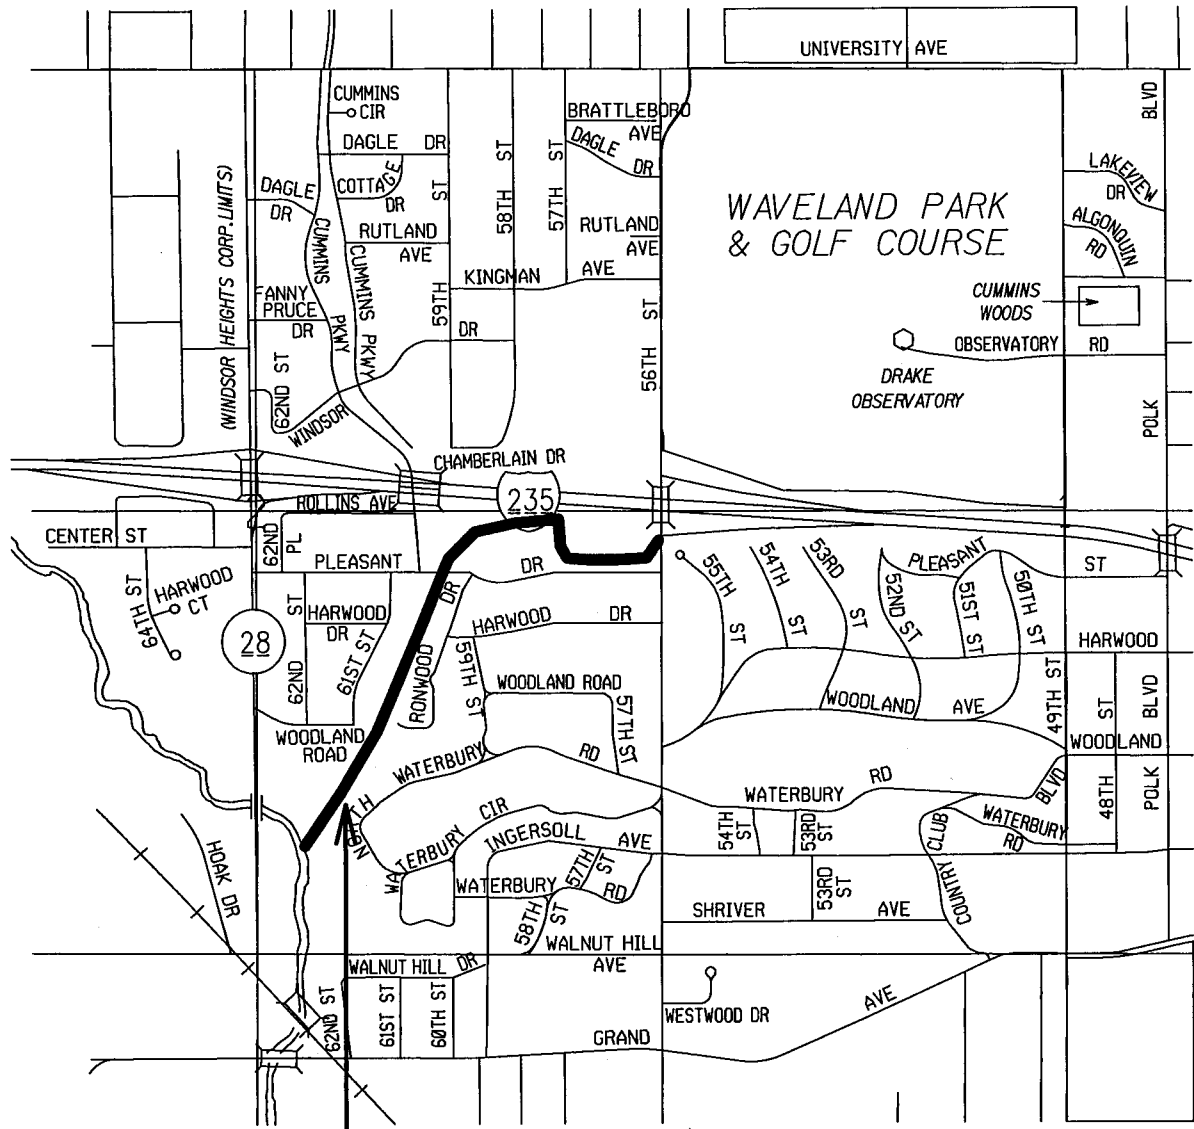 UNIVERSITY AVE
CUMMINS
CIR
BRATTLEBORO
AVE
BLVD
DAGLE DR
58TH ST
57TH ST
DAGLE DR
LAKEVIEW
DR
COTTAGE
DR
ST
DAGLE
DR
WAVELAND PARK
& GOLF COURSE
ALGONQUIN
RD
RUTLAND
AVE
RUTLAND
AVE
CUMMINS
PKWY
CUMMINS PKWY
(WINDSOR HEIGHTS CORP.LIMITS)
KINGMAN AVE
59TH
FANNY
PRUCE
DR
DR
56TH ST
CUMMINS
WOODS
OBSERVATORY RD
62ND ST
WINDSOR
DRAKE
OBSERVATORY
POLK
CHAMBERLAIN DR
235
ROLLINS AVE
CENTER ST
62ND
PL
PLEASANT DR
PLEASANT ST
55TH
ST
54TH
ST
53RD
ST
52ND ST
51ST ST
50TH ST
64TH ST
HARWOOD
CT
28
62ND ST
HARWOOD
DR
61ST ST
RONWOOD DR
HARWOOD DR
HARWOOD
59TH ST
WOODLAND ROAD
57TH ST
WOODLAND AVE
49TH ST
ST
BLVD
WOODLAND
ROAD
WOODLAND
WATERBURY RD
NORTH
WATERBURY RD
BLVD
48TH
POLK
WATERBURY CIR
INGERSOLL AVE
54TH
ST
53RD
ST
COUNTRY CLUB
WATERBURY
RD
HOAK DR
WATERBURY RD
57TH
ST
53RD
ST
58TH
ST
SHRIVER AVE
WALNUT HILL
AVE
WALNUT HILL DR
62ND ST
61ST ST
60TH ST
WESTWOOD DR
GRAND AVE